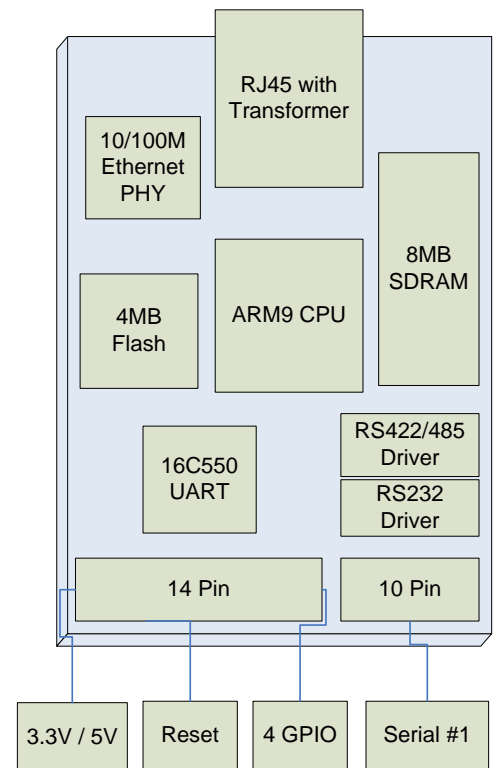 RJ45 with
Transformer
10/100M
Ethernet
PHY
8MB
SDRAM
4MB
Flash
ARM9 CPU
RS422/485
Driver
16C550
UART
RS232
Driver
14 Pin
10 Pin
3.3V / 5V
Reset
4 GPIO
Serial #1